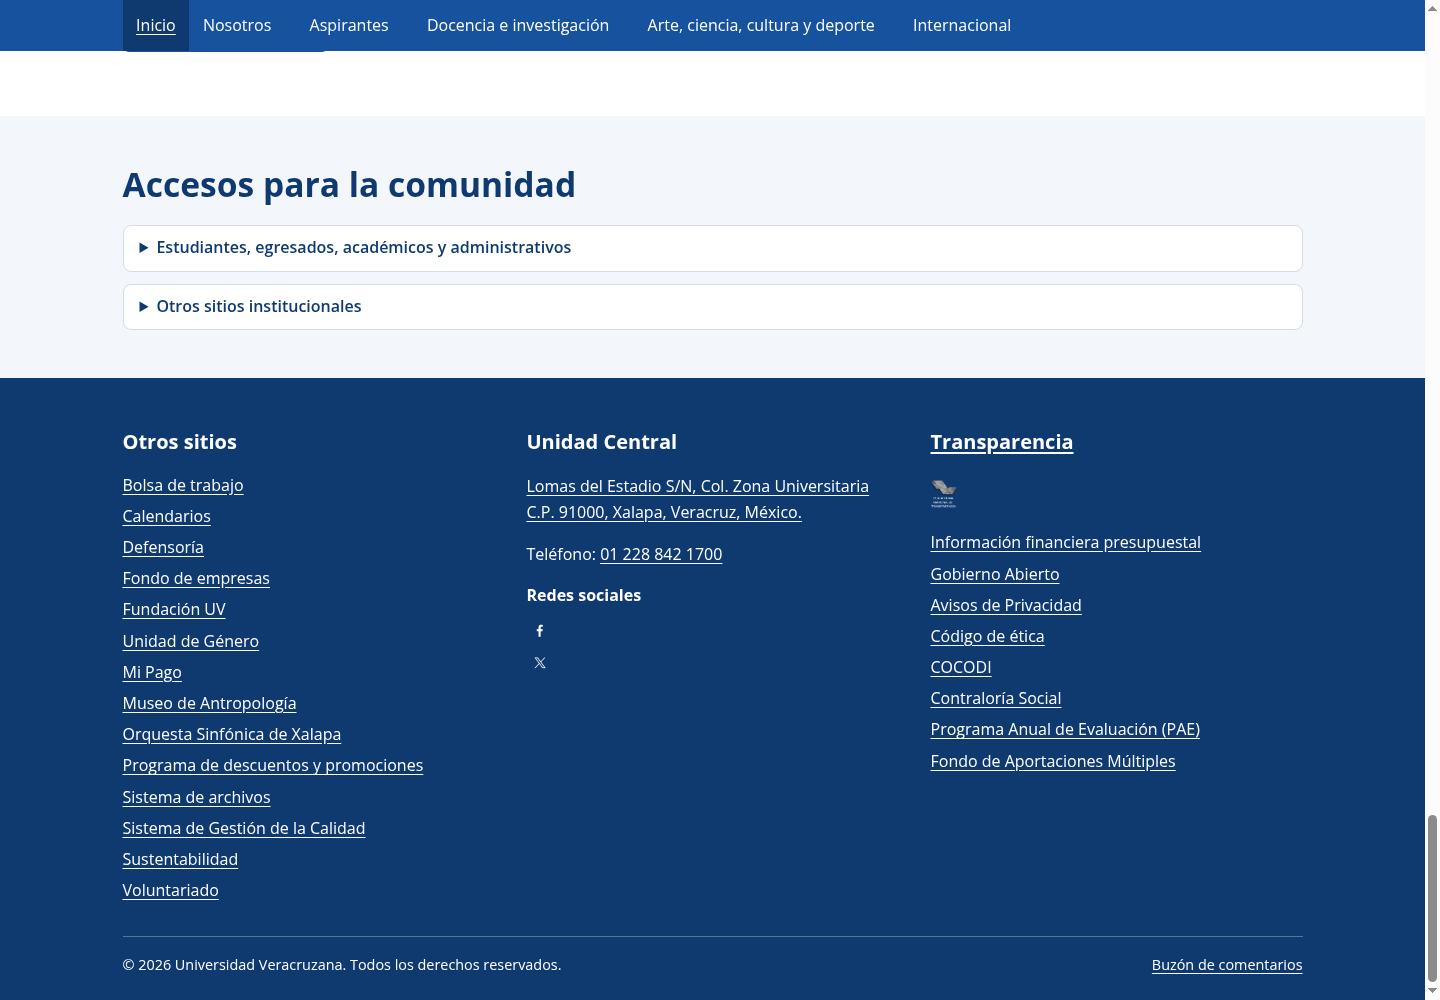 Inicio
Nosotros
Aspirantes
Docencia e investigación
Arte, ciencia, cultura y deporte
Internacional
Accesos para la comunidad
Estudiantes, egresados, académicos y administrativos
Otros sitios institucionales
Otros sitios
Bolsa de trabajo
Calendarios
Defensoría
Fondo de empresas
Fundación UV
Unidad de Género
Mi Pago
Museo de Antropología
Orquesta Sinfónica de Xalapa
Programa de descuentos y promociones
Sistema de archivos
Sistema de Gestión de la Calidad
Sustentabilidad
Voluntariado
Unidad Central
Lomas del Estadio S/N, Col. Zona Universitaria
C.P. 91000, Xalapa, Veracruz, México.
Teléfono: 01 228 842 1700
Redes sociales
Transparencia
Información financiera presupuestal
Gobierno Abierto
Avisos de Privacidad
Código de ética
COCODI
Contraloría Social
Programa Anual de Evaluación (PAE)
Fondo de Aportaciones Múltiples
© 2026 Universidad Veracruzana. Todos los derechos reservados.
Buzón de comentarios